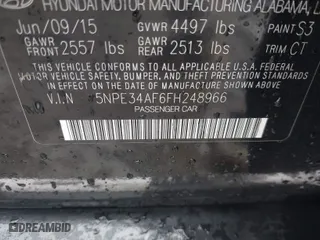 HYUNDAI MOTOR MANUFACTURING ALABAMA, L
Jun/09/15 GVWR 4497 lbs PAINT S3
GAWR FRONT 2557 lbs GAWR REAR 2513 lbs TRIM CT
THIS VEHICLE CONFORMS TO ALL APPLICABLE U.S.A. FEDERAL
MOTOR VEHICLE SAFETY, BUMPER, AND THEFT PREVENTION STANDARDS
IN EFFECT ON THE DATE OF MANUFACTURE SHOWN ABOVE.
V.I.N 5NPE34AF6FH248966
PASSENGER CAR
© DREAMBID
DREAMBID.COM